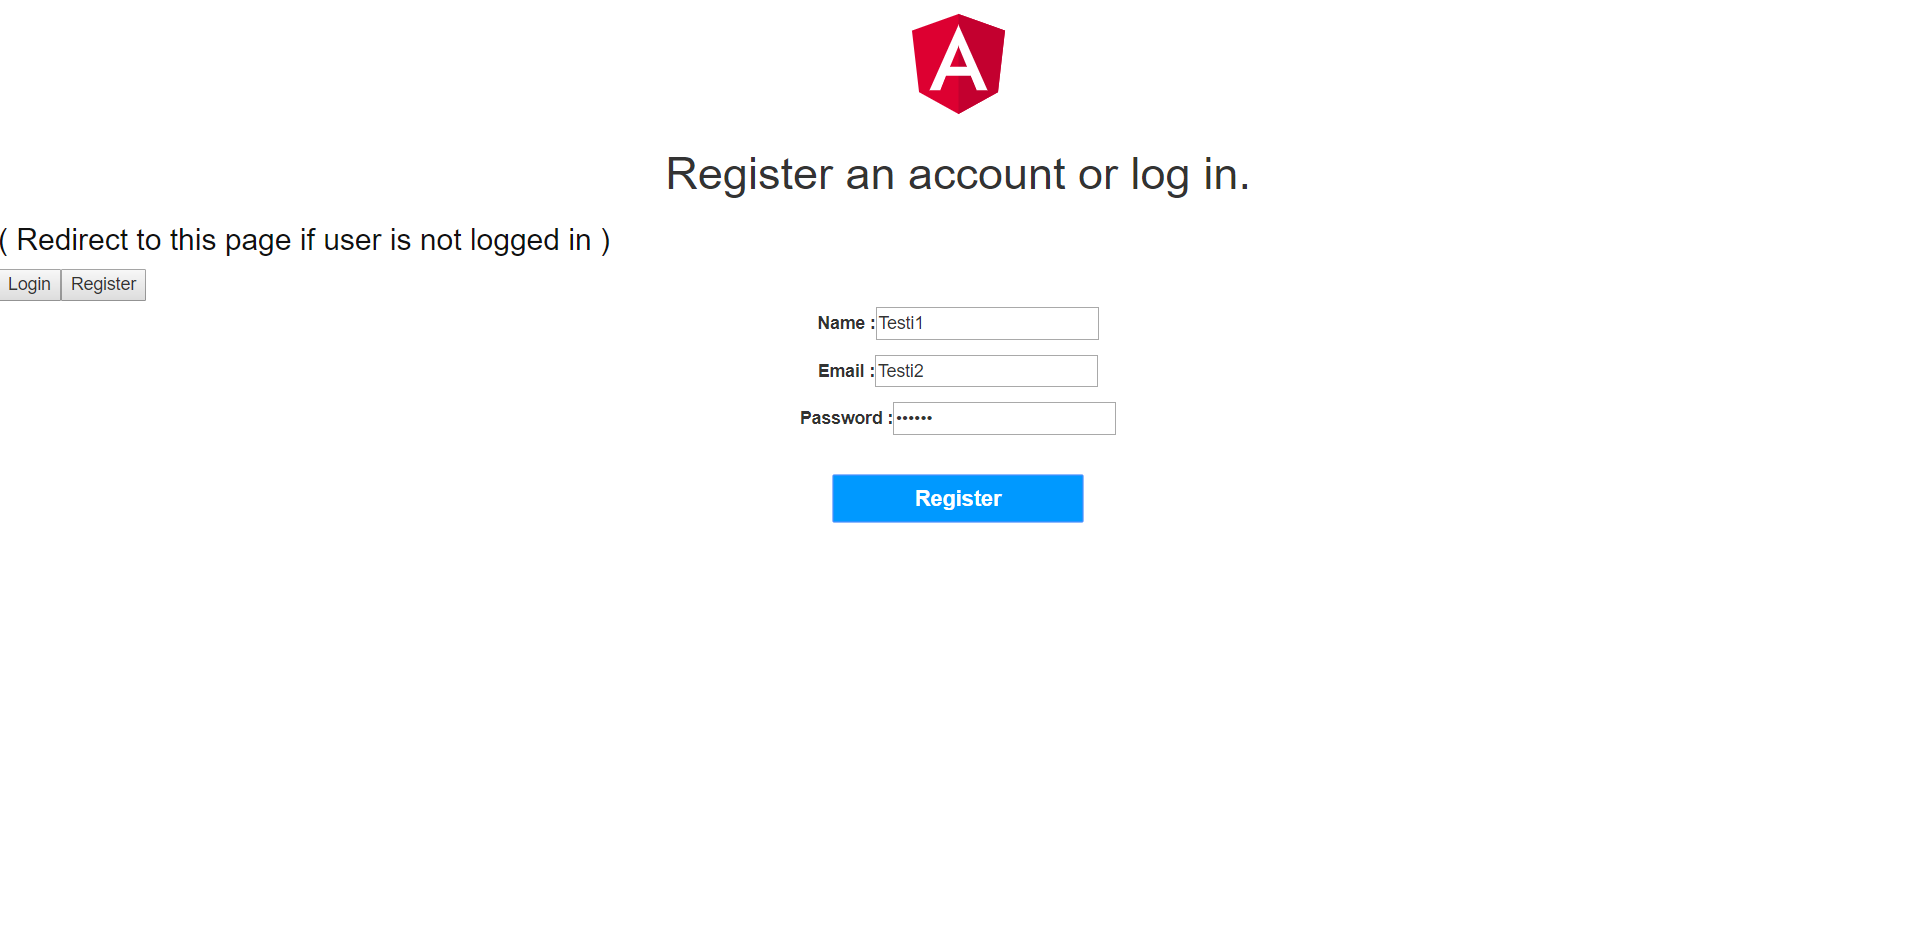 A
Register an account or log in.
( Redirect to this page if user is not logged in )
Login Register
Name : Testi1
Email : Testi2
Password : ••••••
Register